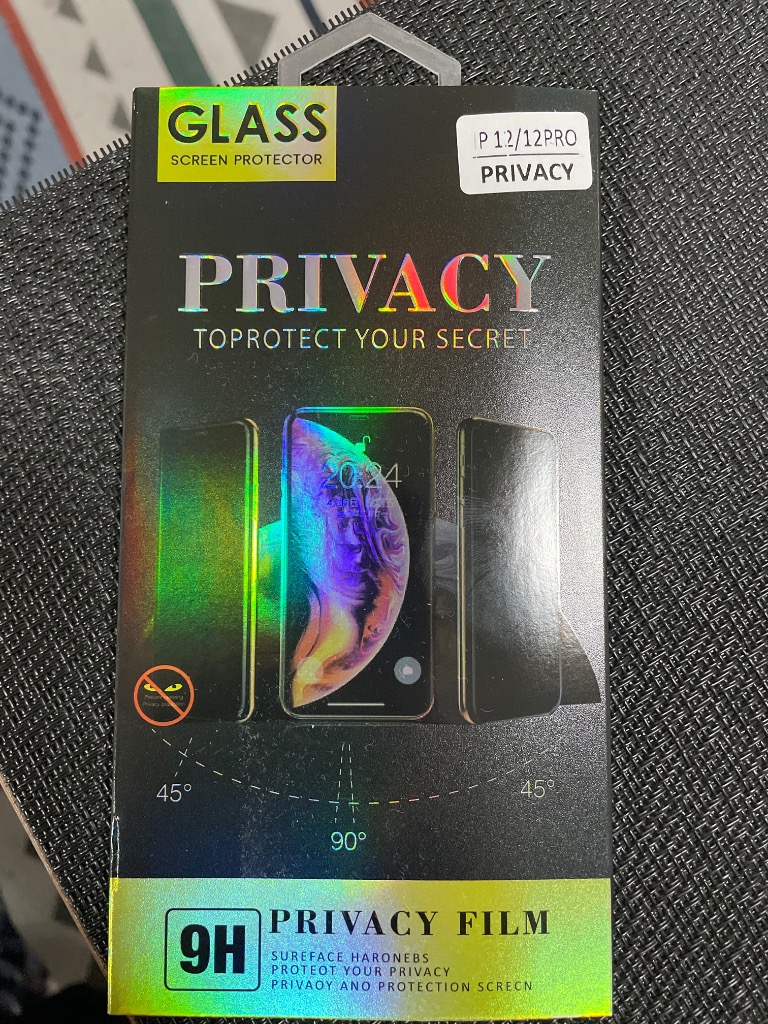 GLASS
SCREEN PROTECTOR
P 12/12PRO
PRIVACY
PRIVACY
TOPROTECT YOUR SECRET
20:24
45°
45°
90°
9H
PRIVACY FILM
SUREFACE HARONEBS
PROTEOT YOUR PRIVACY
PRIVAOY ANO PROTECTION SCRECN